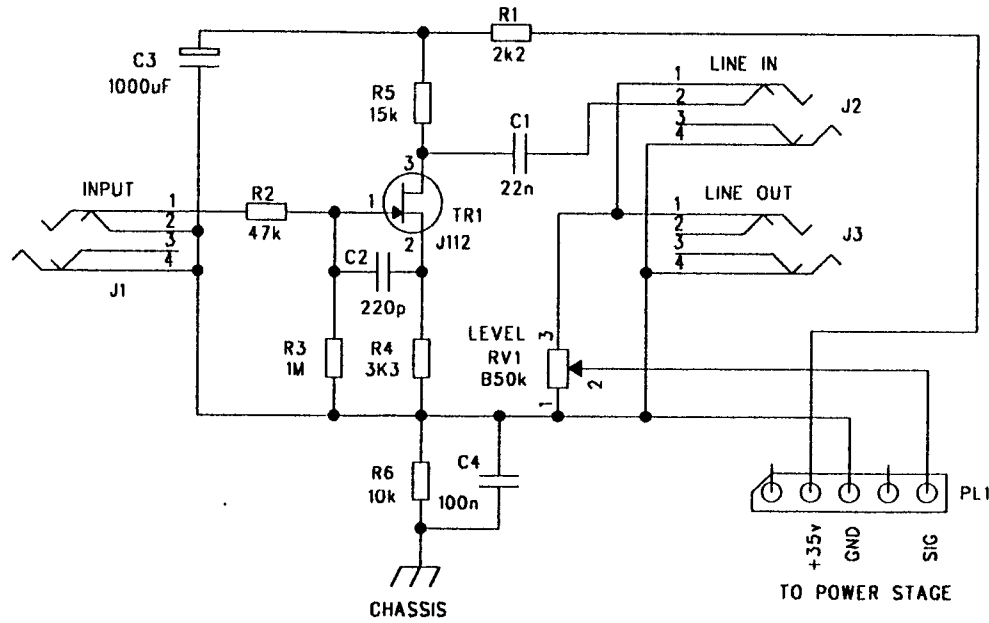 R1
2k2
C3
1000uF
LINE IN
1
2
3
4
J2
R5
15k
C1
22n
INPUT
1
2
3
4
J1
R2
47k
3
1
2
TR1
J112
LINE OUT
1
2
3
4
J3
C2
220p
R3
1M
R4
3K3
LEVEL
RV1
B50k
3
2
1
R6
10k
C4
100n
PL1
+35v
GND
SIG
TO POWER STAGE
CHASSIS